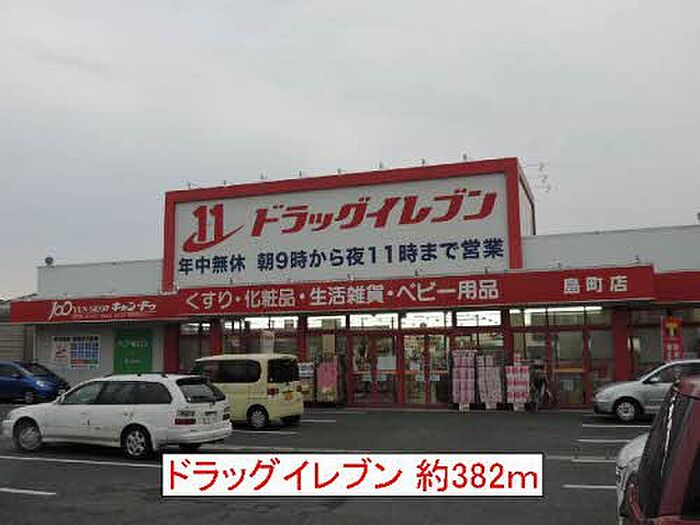 11 ドラッグイレブン
年中無休 朝9時から夜11時まで営業
100 YEN SHOP キャン・ドゥ
くすり・化粧品・生活雑貨・ベビー用品
島町店
ドラッグイレブン 約382m